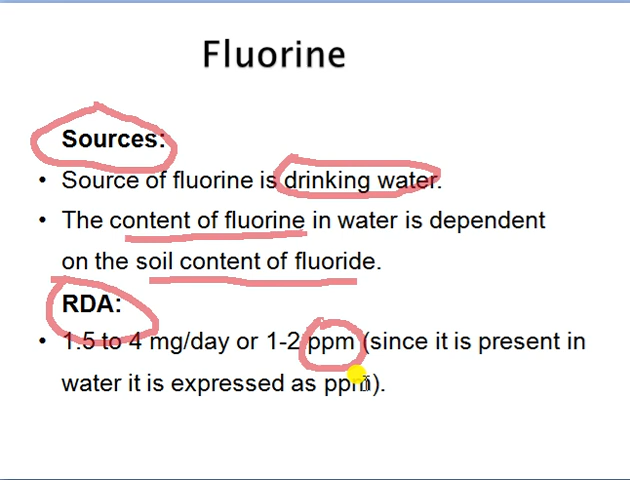 Fluorine
Sources:
• Source of fluorine is drinking water.
• The content of fluorine in water is dependent
on the soil content of fluoride.
RDA:
• 1.5 to 4 mg/day or 1-2 ppm (since it is present in
water it is expressed as ppm).